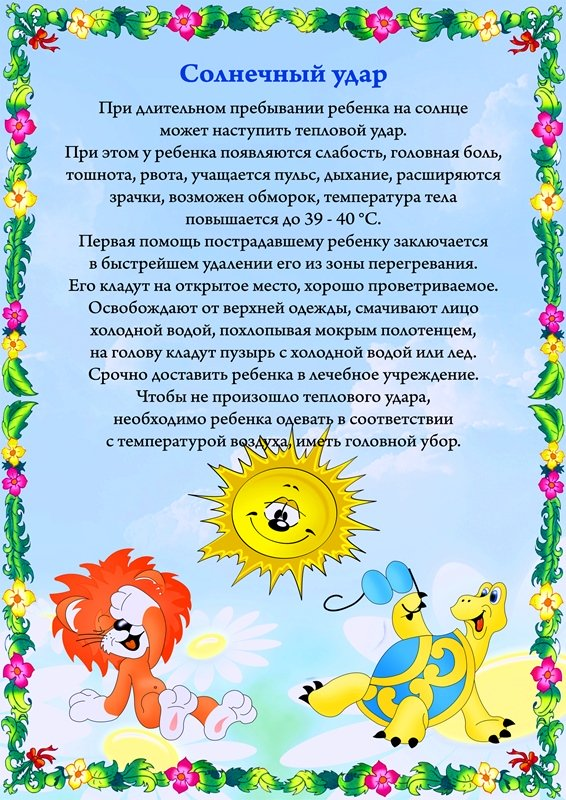 Солнечный удар
При длительном пребывании ребенка на солнце
может наступить тепловой удар.
При этом у ребенка появляются слабость, головная боль,
тошнота, рвота, учащается пульс, дыхание, расширяются
зрачки, возможен обморок, температура тела
повышается до 39 - 40 °С.
Первая помощь пострадавшему ребенку заключается
в быстрейшем удалении его из зоны перегревания.
Его кладут на открытое место, хорошо проветриваемое.
Освобождают от верхней одежды, смачивают лицо
холодной водой, похлопывая мокрым полотенцем,
на голову кладут пузырь с холодной водой или лед.
Срочно доставить ребенка в лечебное учреждение.
Чтобы не произошло теплового удара,
необходимо ребенка одевать в соответствии
с температурой воздуха, иметь головной убор.